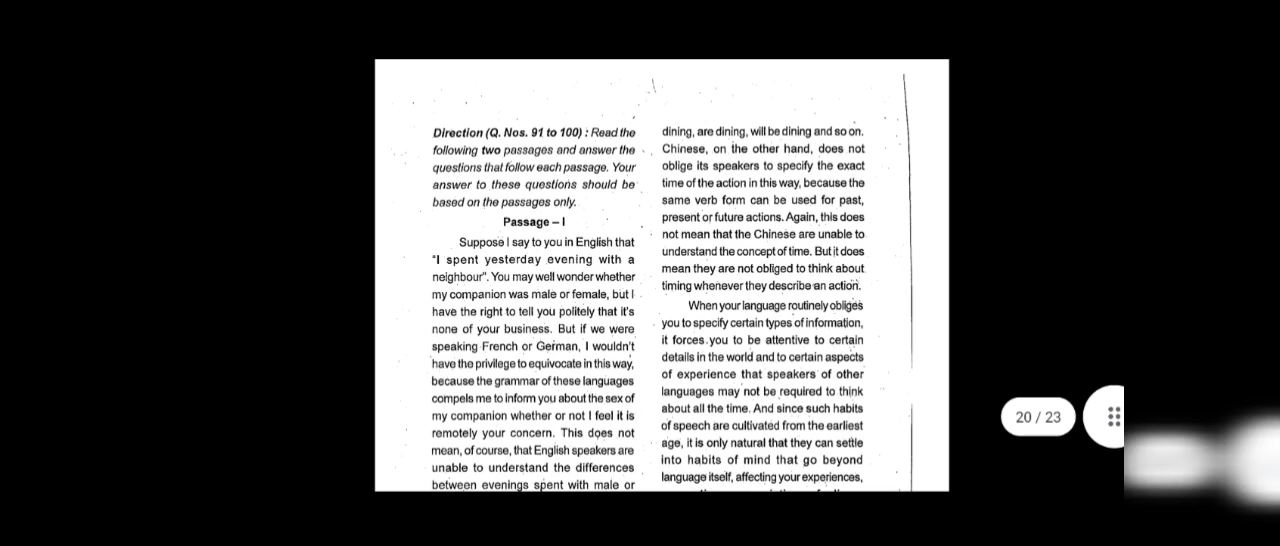 Direction (Q. Nos. 91 to 100) : Read the
following two passages and answer the
questions that follow each passage. Your
answer to these questions should be
based on the passages only.
Passage – I
Suppose I say to you in English that
"I spent yesterday evening with a
neighbour". You may well wonder whether
my companion was male or female, but I
have the right to tell you politely that it's
none of your business. But if we were
speaking French or German, I wouldn't
have the privilege to equivocate in this way,
because the grammar of these languages
compels me to inform you about the sex of
my companion whether or not I feel it is
remotely your concern. This does not
mean, of course, that English speakers are
unable to understand the differences
between evenings spent with male or
dining, are dining, will be dining and so on.
Chinese, on the other hand, does not
oblige its speakers to specify the exact
time of the action in this way, because the
same verb form can be used for past,
present or future actions. Again, this does
not mean that the Chinese are unable to
understand the concept of time. But it does
mean they are not obliged to think about
timing whenever they describe an action.
When your language routinely obliges
you to specify certain types of information,
it forces you to be attentive to certain
details in the world and to certain aspects
of experience that speakers of other
languages may not be required to think
about all the time. And since such habits
of speech are cultivated from the earliest
age, it is only natural that they can settle
into habits of mind that go beyond
language itself, affecting your experiences,
20 / 23